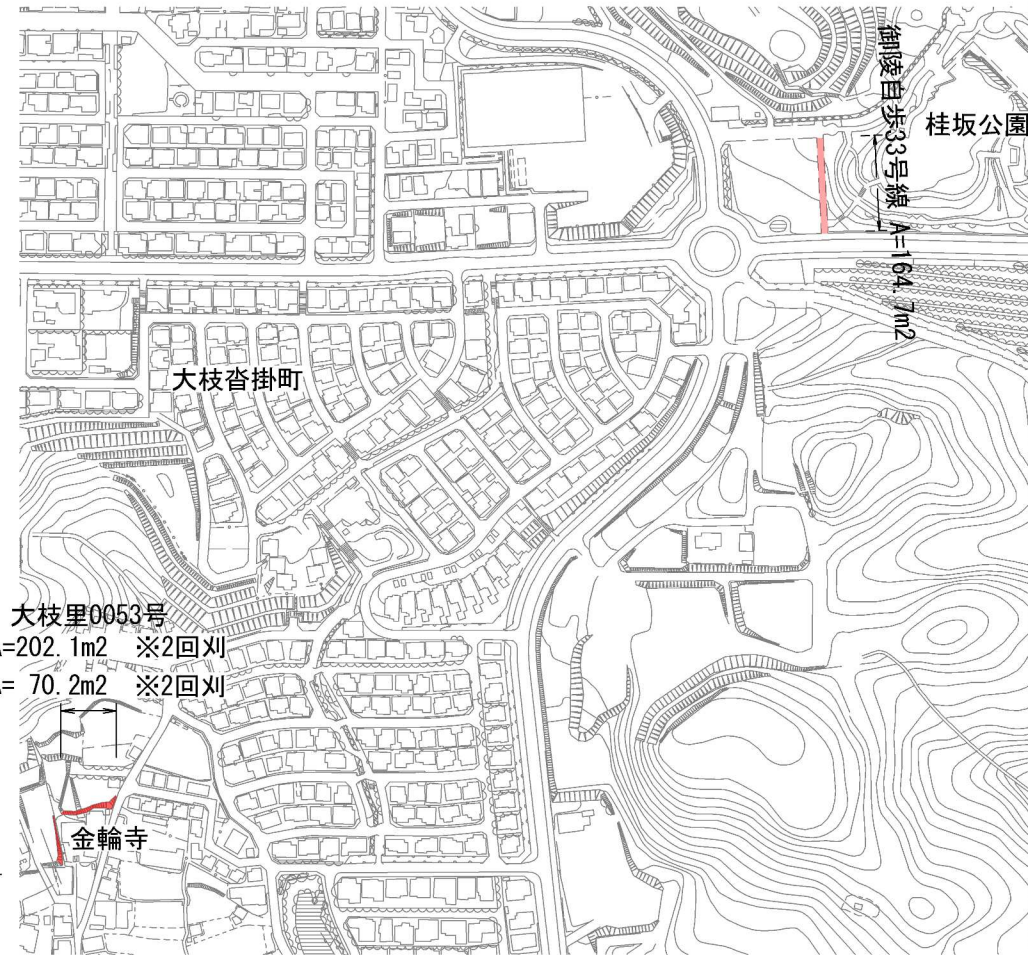 御陵自歩33号線 A=164.7m2
桂坂公園
大枝沓掛町
大枝里0053号
A=202.1m2 ※2回刈
A= 70.2m2 ※2回刈
金輪寺